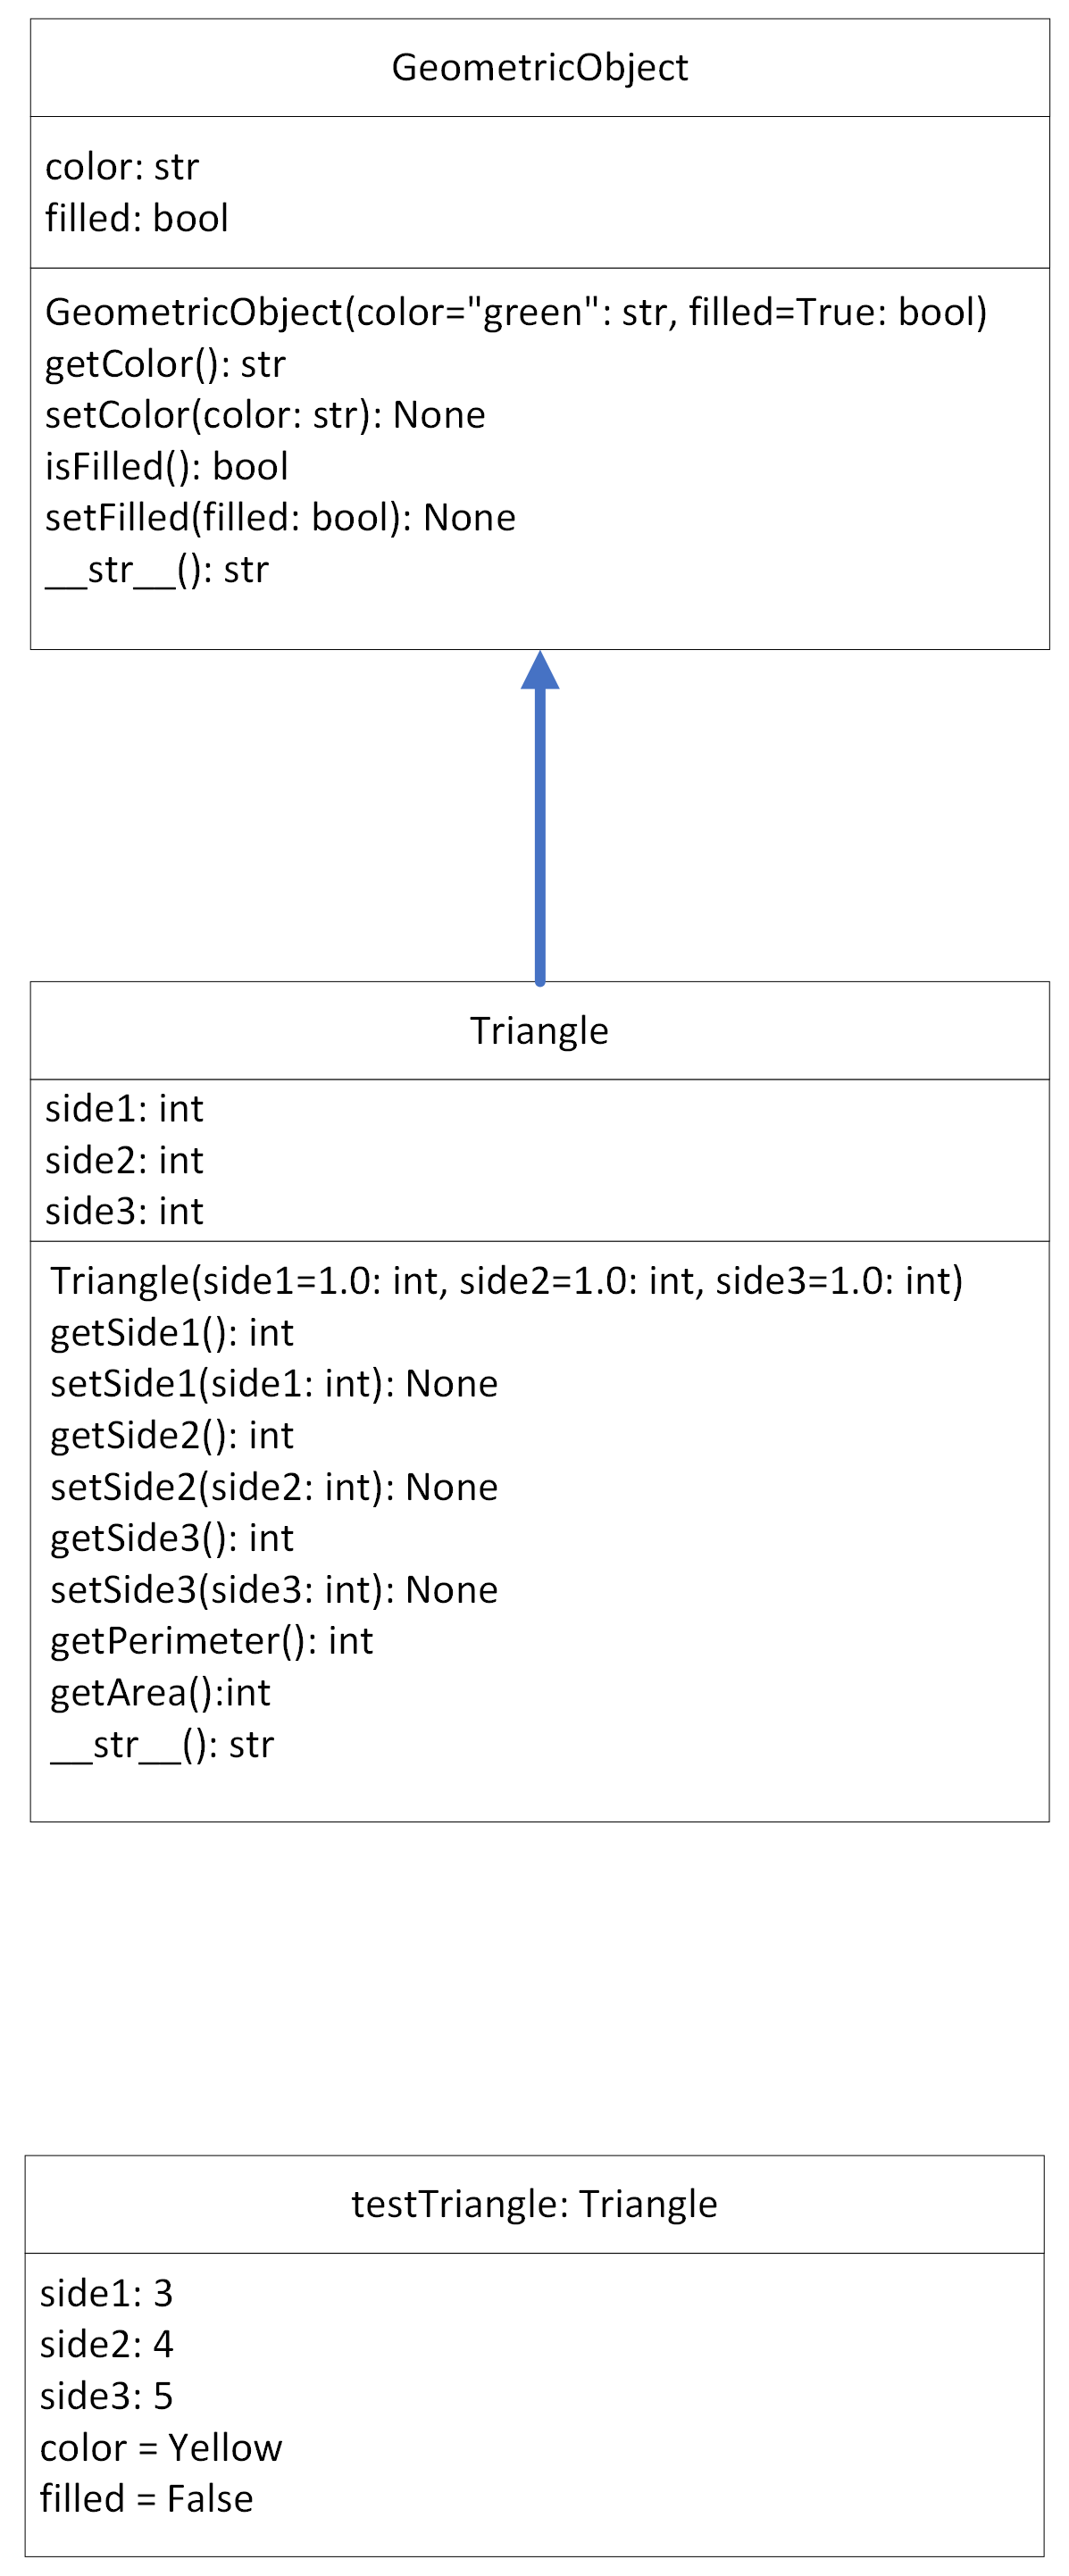 GeometricObject
color: str
filled: bool
GeometricObject(color="green": str, filled=True: bool)
getColor(): str
setColor(color: str): None
isFilled(): bool
setFilled(filled: bool): None
__str__(): str
Triangle
side1: int
side2: int
side3: int
Triangle(side1=1.0: int, side2=1.0: int, side3=1.0: int)
getSide1(): int
setSide1(side1: int): None
getSide2(): int
setSide2(side2: int): None
getSide3(): int
setSide3(side3: int): None
getPerimeter(): int
getArea():int
__str__(): str
testTriangle: Triangle
side1: 3
side2: 4
side3: 5
color = Yellow
filled = False